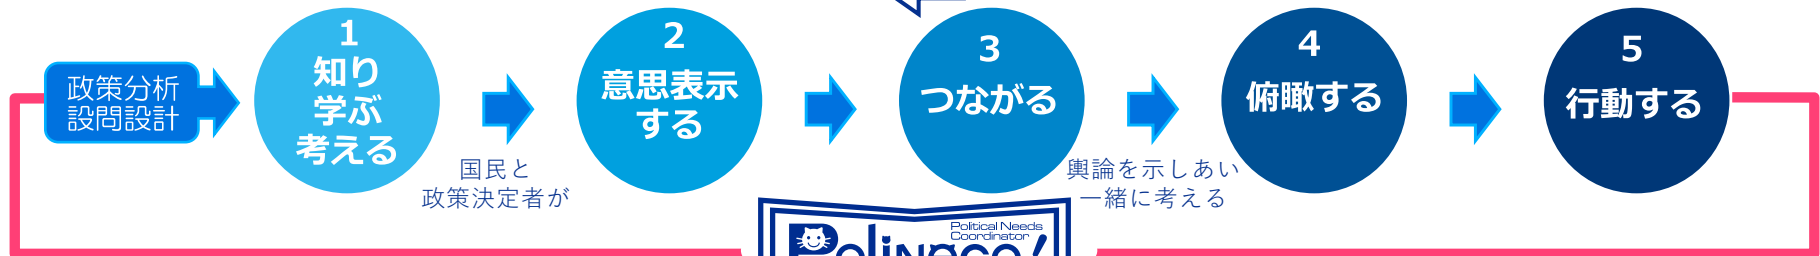 政策分析
設問設計
1
知り
学ぶ
考える
2
意思表示
する
3
つながる
4
俯瞰する
5
行動する
国民と
政策決定者が
輿論を示しあい
一緒に考える
Political Needs
Coordinator
PoliNeco!